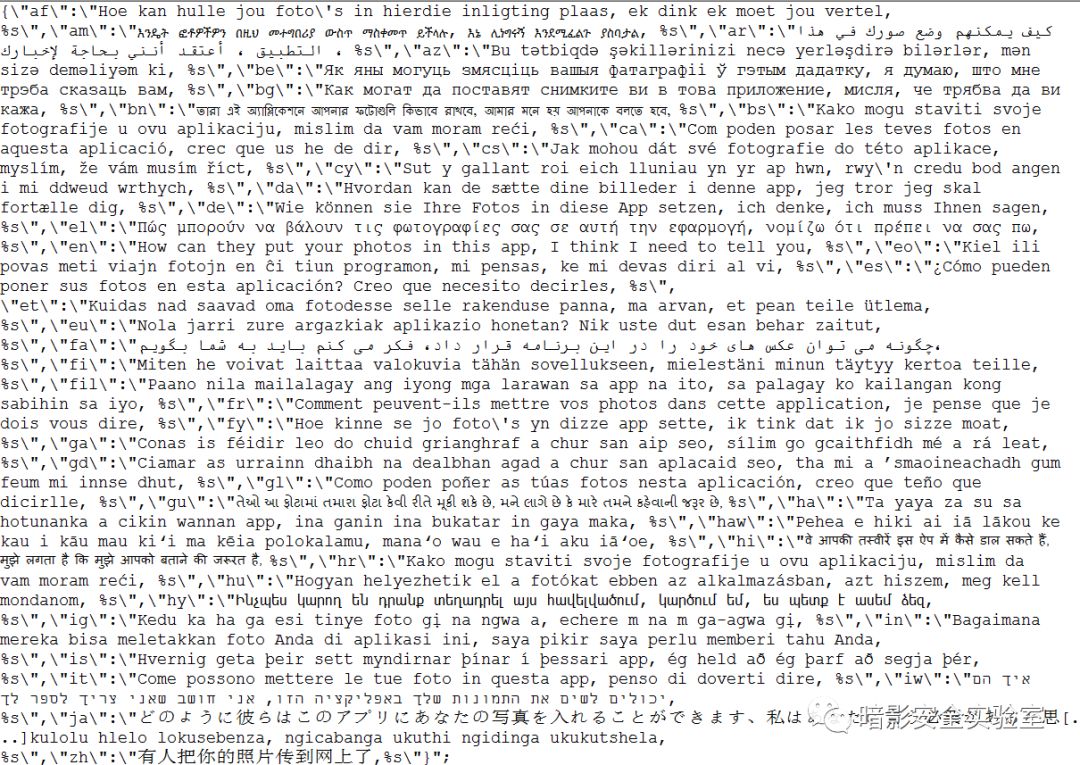 {\"af\":\"Hoe kan hulle jou foto\'s in hierdie inligting plaas, ek dink ek moet jou vertel,
%s\",\"am\":\"እንዴት ፎቶዎችዎን በዚህ መተግበሪያ ውስጥ ማስቀመጥ ይችላሉ, እኔ ልነግሩኝ እንደሚፈልጉ ያስባታል, %s\",\"ar\":\"كيف يمكنهم وضع صورك في هذا
التطبيق ، أعتقد أنني بحاجة لإخبارك ، %s\",\"az\":\"Bu tətbiqdə şəkillərinizi necə yerləşdirə bilərlər, mən
sizə deməliyəm ki, %s\",\"be\":\"Як яны могуць змясціць вашыя фатаграфіі ў гэтым дадатку, я думаю, што мне
трэба сказаць вам, %s\",\"bg\":\"Как могат да поставят снимките ви в това приложение, мисля, че трябва да ви
кажа, %s\",\"bn\":\"তারা এই অ্যাপ্লিকেশনে আপনার ফটোগুলি কিভাবে রাখবে, আমার মনে হয় আপনাকে বলতে হবে, %s\",\"bs\":\"Kako mogu staviti svoje
fotografije u ovu aplikaciju, mislim da vam moram reći, %s\",\"ca\":\"Com poden posar les teves fotos en
aquesta aplicació, crec que us he de dir, %s\",\"cs\":\"Jak mohou dát své fotografie do této aplikace,
myslím, že vám musím říct, %s\",\"cy\":\"Sut y gallant roi eich lluniau yn yr ap hwn, rwy\'n credu bod angen
i mi ddweud wrthych, %s\",\"da\":\"Hvordan kan de sætte dine billeder i denne app, jeg tror jeg skal
fortælle dig, %s\",\"de\":\"Wie können sie Ihre Fotos in diese App setzen, ich denke, ich muss Ihnen sagen,
%s\",\"el\":\"Πώς μπορούν να βάλουν τις φωτογραφίες σας σε αυτή την εφαρμογή, νομίζω ότι πρέπει να σας πω,
%s\",\"en\":\"How can they put your photos in this app, I think I need to tell you, %s\",\"eo\":\"Kiel ili
povas meti viajn fotojn en ĉi tiun programon, mi pensas, ke mi devas diri al vi, %s\",\"es\":\"¿Cómo pueden
poner sus fotos en esta aplicación? Creo que necesito decirles, %s\",
\"et\":\"Kuidas nad saavad oma fotodesse selle rakenduse panna, ma arvan, et pean teile ütlema,
%s\",\"eu\":\"Nola jarri zure argazkiak aplikazio honetan? Nik uste dut esan behar zaitut,
%s\",\"fa\":\"چگونه می توان عکس های خود را در این برنامه قرار داد، فکر می کنم باید به شما بگویم،
%s\",\"fi\":\"Miten he voivat laittaa valokuvia tähän sovellukseen, mielestäni minun täytyy kertoa teille,
%s\",\"fil\":\"Paano nila mailalagay ang iyong mga larawan sa app na ito, sa palagay ko kailangan kong
sabihin sa iyo, %s\",\"fr\":\"Comment peuvent-ils mettre vos photos dans cette application, je pense que je
dois vous dire, %s\",\"fy\":\"Hoe kinne se jo foto\'s yn dizze app sette, ik tink dat ik jo sizze moat,
%s\",\"ga\":\"Conas is féidir leo do chuid grianghraf a chur san aip seo, sílim go gcaithfidh mé a rá leat,
%s\",\"gd\":\"Ciamar as urrainn dhaibh na dealbhan agad a chur san aplacaid seo, tha mi a ’smaoineachadh gum
feum mi innse dhut, %s\",\"gl\":\"Como poden poñer as túas fotos nesta aplicación, creo que teño que
dicirlle, %s\",\"gu\":\"તેઓ આ ફોટામાં તમારા ફોટા કેવી રીતે મૂકી શકે છે, મને લાગે છે કે મારે તમને કહેવાની જરૂર છે, %s\",\"ha\":\"Ta yaya za su sa
hotunanka a cikin wannan app, ina ganin ina bukatar in gaya maka, %s\",\"haw\":\"Pehea e hiki ai iā lākou ke
kau i kāu mau kiʻi ma kēia polokalamu, manaʻo wau e haʻi aku iāʻoe, %s\",\"hi\":\"वे आपकी तस्वीरें इस ऐप में कैसे डाल सकते हैं,
मुझे लगता है कि मुझे आपको बताने की जरूरत है, %s\",\"hr\":\"Kako mogu staviti svoje fotografije u ovu aplikaciju, mislim da
vam moram reći, %s\",\"hu\":\"Hogyan helyezhetik el a fotókat ebben az alkalmazásban, azt hiszem, meg kell
mondanom, %s\",\"hy\":\"Ինչպես կարող են դրանք տեղադրել այս հավելվածում, կարծում եմ, ես պետք է ասեմ ձեզ,
%s\",\"ig\":\"Kedu ka ha ga esi tinye foto gị na ngwa a, echere m na m ga-agwa gị, %s\",\"in\":\"Bagaimana
mereka bisa meletakkan foto Anda di aplikasi ini, saya pikir saya perlu memberi tahu Anda,
%s\",\"is\":\"Hvernig geta þeir sett myndirnar þínar í þessari app, ég held að ég þarf að segja þér,
%s\",\"it\":\"Come possono mettere le tue foto in questa app, penso di doverti dire, %s\",\"iw\":\"איך הם
יכולים לשים את התמונות שלך באפליקציה הזו, אני חושב שאני צריך לספר לך,
%s\",\"ja\":\"どのように彼らはこのアプリにあなたの写真を入れることができます、私は 思[.
..]kulolu hlelo lokusebenza, ngicabanga ukuthi ngidinga ukukutshela,
%s\",\"zh\":\"有人把你的照片传到网上了,%s\"}";
暗影安全实验室